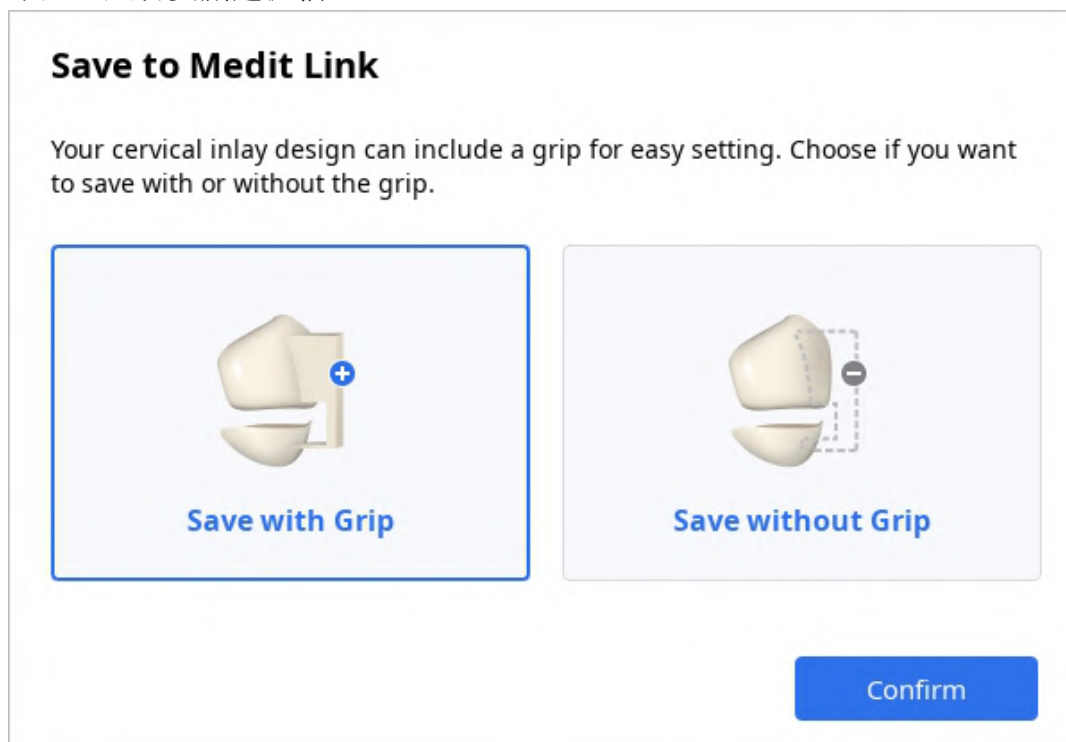 Save to Medit Link
Your cervical inlay design can include a grip for easy setting. Choose if you want
to save with or without the grip.
Save with Grip
Save without Grip
Confirm